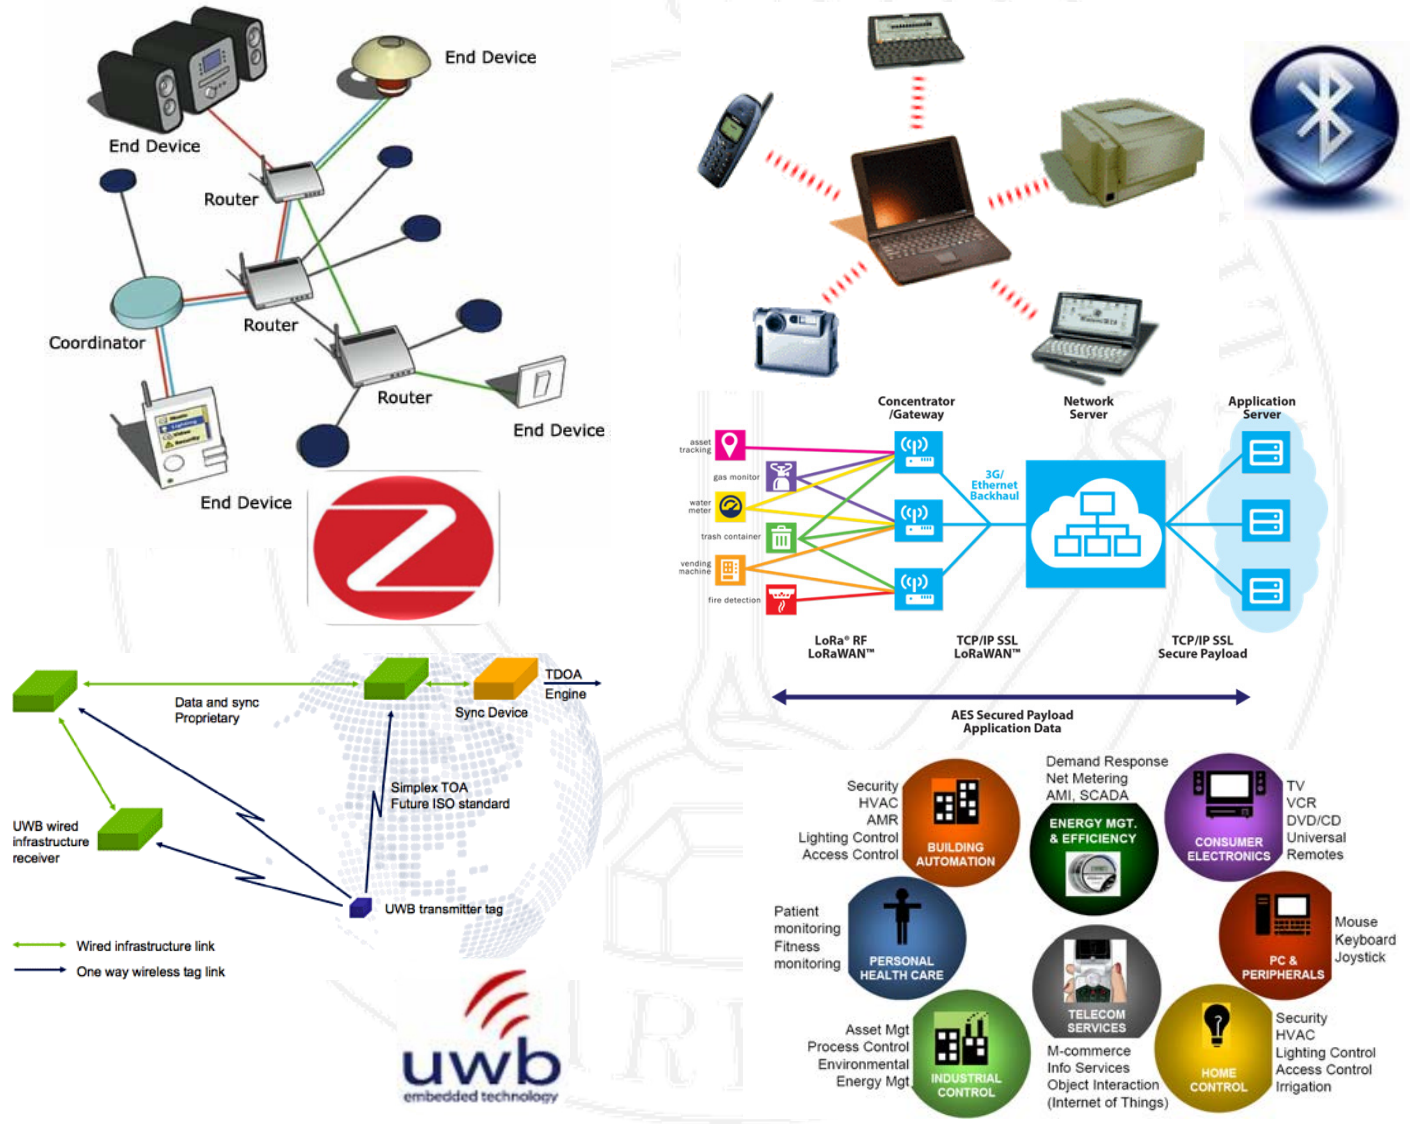 End Device
End Device
Router
Router
Coordinator
Router
End Device
End Device
Z
Concentrator
/Gateway
Network
Server
Application
Server
asset
tracking
gas monitor
water
meter
trash container
vending
machine
fire detection
3G/
Ethernet
Backhaul
LoRa® RF
LoRaWAN™
TCP/IP SSL
LoRaWAN™
TCP/IP SSL
Secure Payload
AES Secured Payload
Application Data
Data and sync
Proprietary
Sync Device
TDOA
Engine
Simplex TOA
Future ISO standard
UWB wired
infrastructure
receiver
UWB transmitter tag
Wired infrastructure link
One way wireless tag link
uwb
embedded technology
Security
HVAC
AMR
Lighting Control
Access Control
BUILDING
AUTOMATION
Demand Response
Net Metering
AMI, SCADA
ENERGY MGT.
& EFFICIENCY
CONSUMER
ELECTRONICS
TV
VCR
DVD/CD
Universal
Remotes
Patient
monitoring
Fitness
monitoring
PERSONAL
HEALTH CARE
TELECOM
SERVICES
M-commerce
Info Services
Object Interaction
(Internet of Things)
PC &
PERIPHERALS
Mouse
Keyboard
Joystick
Asset Mgt
Process Control
Environmental
Energy Mgt
INDUSTRIAL
CONTROL
HOME
CONTROL
Security
HVAC
Lighting Control
Access Control
Irrigation